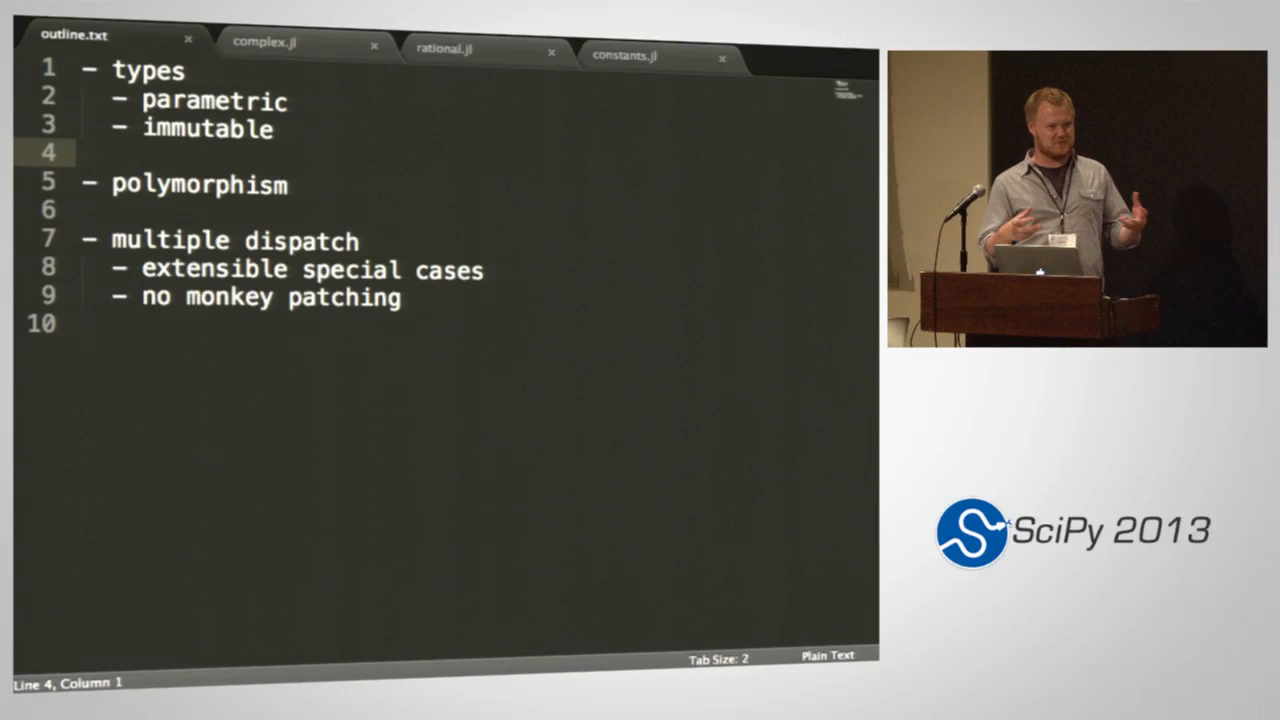 outline.txt
complex.jl
rational.jl
constants.jl
1 - types
2 - parametric
3 - immutable
4
5 - polymorphism
6
7 - multiple dispatch
8 - extensible special cases
9 - no monkey patching
10
Line 4, Column 1
Tab Size: 2
Plain Text
SciPy 2013